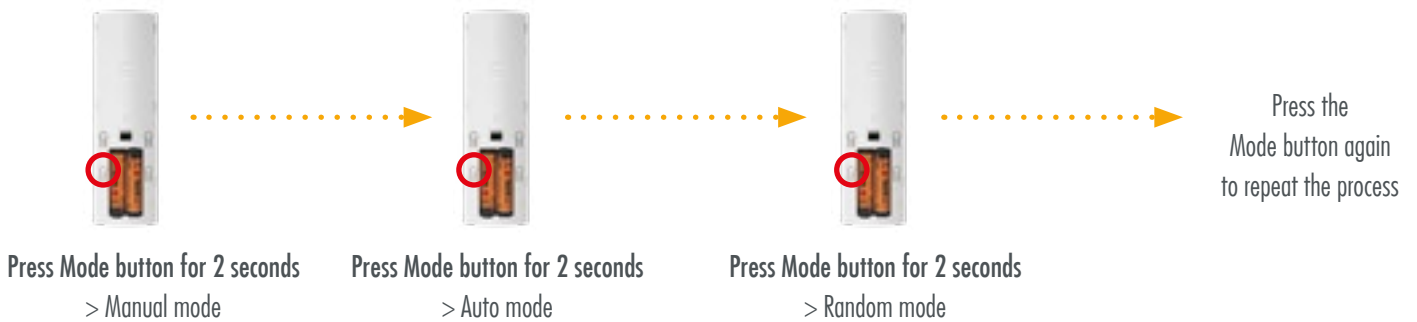 Press Mode button for 2 seconds
> Manual mode
Press Mode button for 2 seconds
> Auto mode
Press Mode button for 2 seconds
> Random mode
Press the
Mode button again
to repeat the process